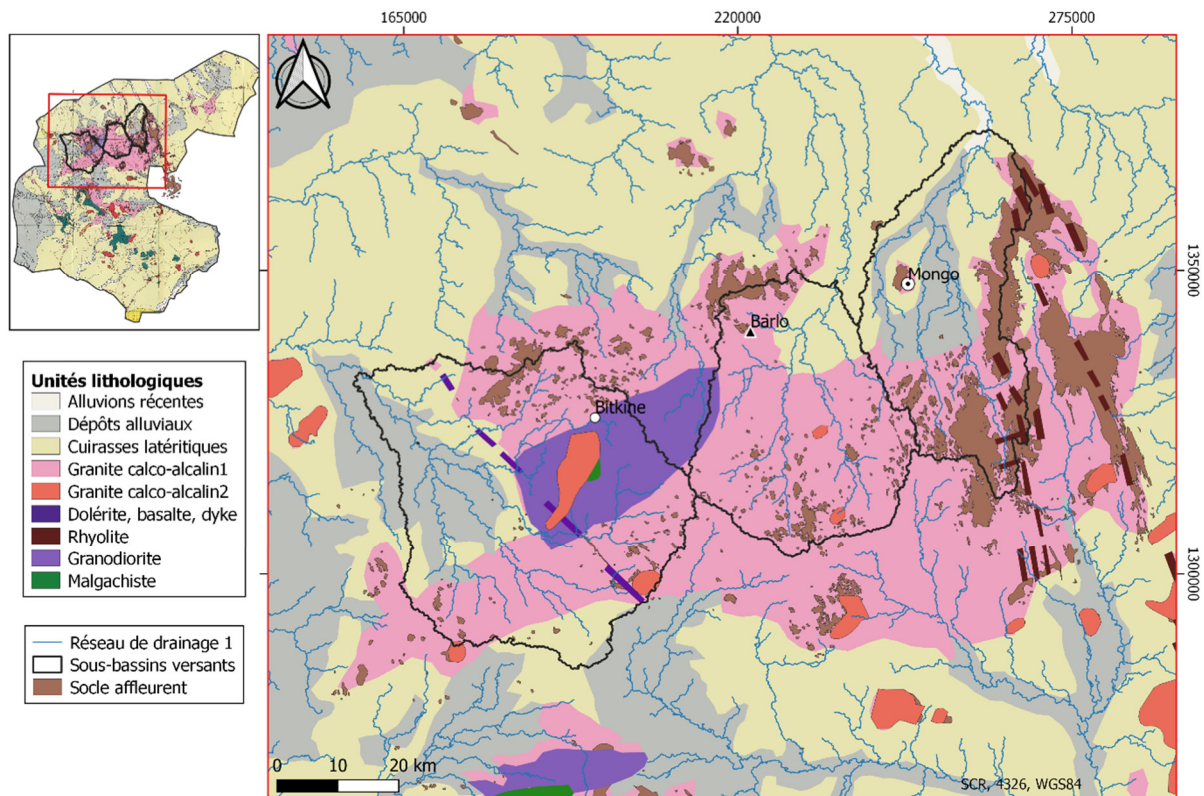 165000
220000
275000
1350000
1300000
Mongo
Barlo
Bitkine
Unités lithologiques
Alluvions récentes
Dépôts alluviaux
Cuirasses latéritiques
Granite calco-alcalin1
Granite calco-alcalin2
Dolérite, basalte, dyke
Rhyolite
Granodiorite
Malgachiste
Réseau de drainage 1
Sous-bassins versants
Socle affleurent
0 10 20 km
SCR, 4326, WGS84